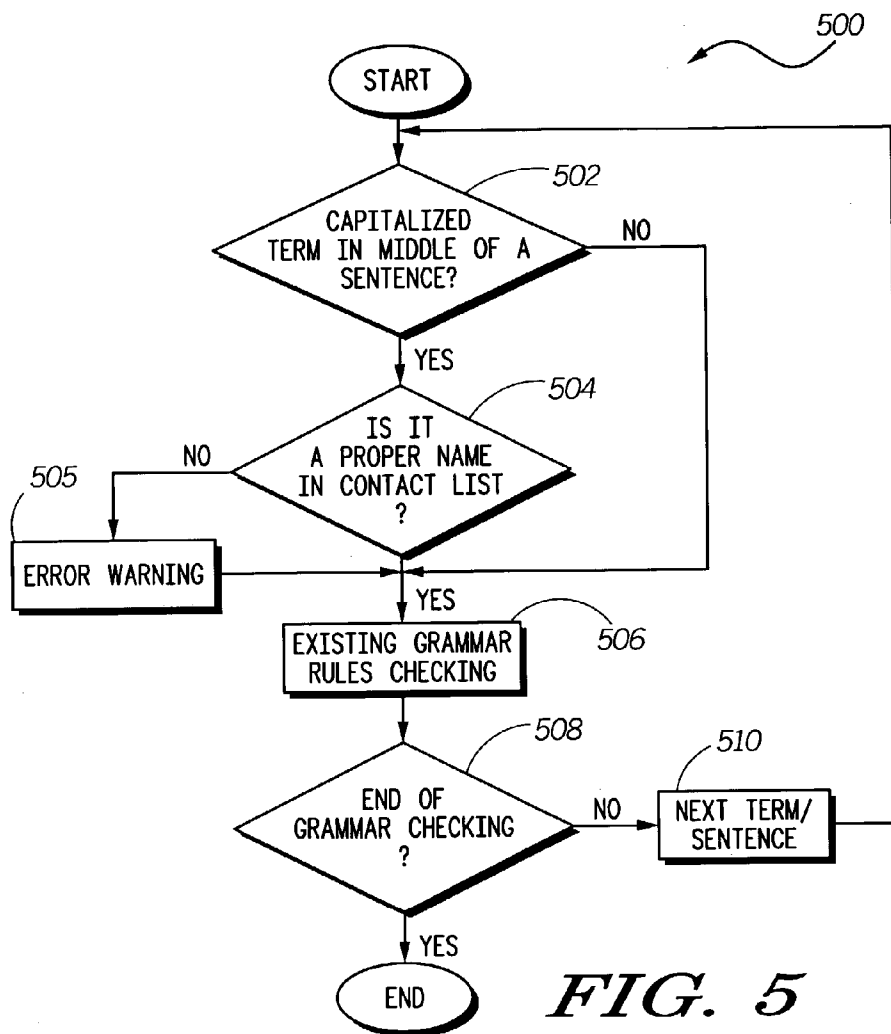 500
START
502
CAPITALIZED
TERM IN MIDDLE OF A
SENTENCE?
NO
YES
504
IS IT
A PROPER NAME
IN CONTACT LIST
?
NO
505
ERROR WARNING
YES
506
EXISTING GRAMMAR
RULES CHECKING
508
END OF
GRAMMAR CHECKING
?
NO
510
NEXT TERM/
SENTENCE
YES
END
FIG. 5